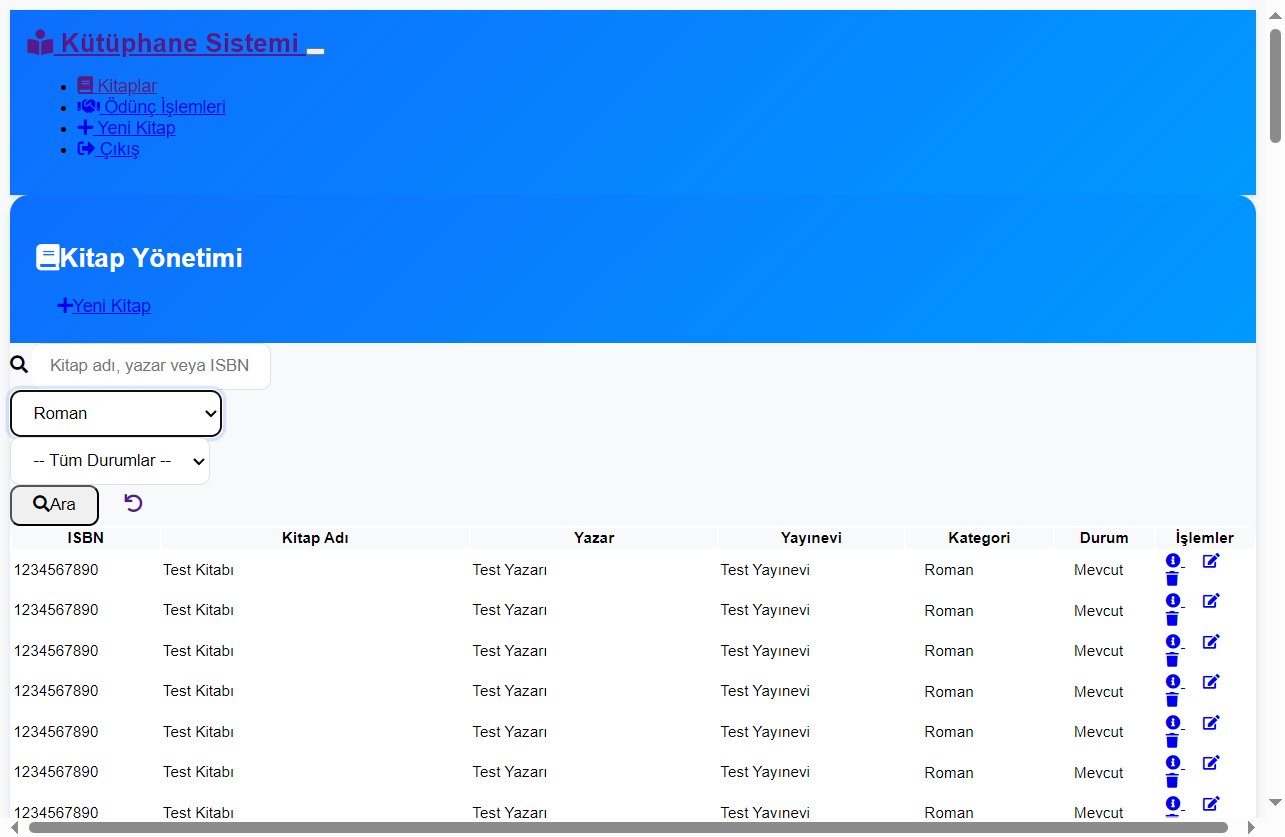 Kütüphane Sistemi
Kitaplar
Ödünç İşlemleri
Yeni Kitap
Çıkış
Kitap Yönetimi
Yeni Kitap
Kitap adı, yazar veya ISBN
Roman
-- Tüm Durumlar --
Ara
ISBN Kitap Adı Yazar Yayınevi Kategori Durum İşlemler
1234567890 Test Kitabı Test Yazarı Test Yayınevi Roman Mevcut
1234567890 Test Kitabı Test Yazarı Test Yayınevi Roman Mevcut
1234567890 Test Kitabı Test Yazarı Test Yayınevi Roman Mevcut
1234567890 Test Kitabı Test Yazarı Test Yayınevi Roman Mevcut
1234567890 Test Kitabı Test Yazarı Test Yayınevi Roman Mevcut
1234567890 Test Kitabı Test Yazarı Test Yayınevi Roman Mevcut
1234567890 Test Kitabı Test Yazarı Test Yayınevi Roman Mevcut